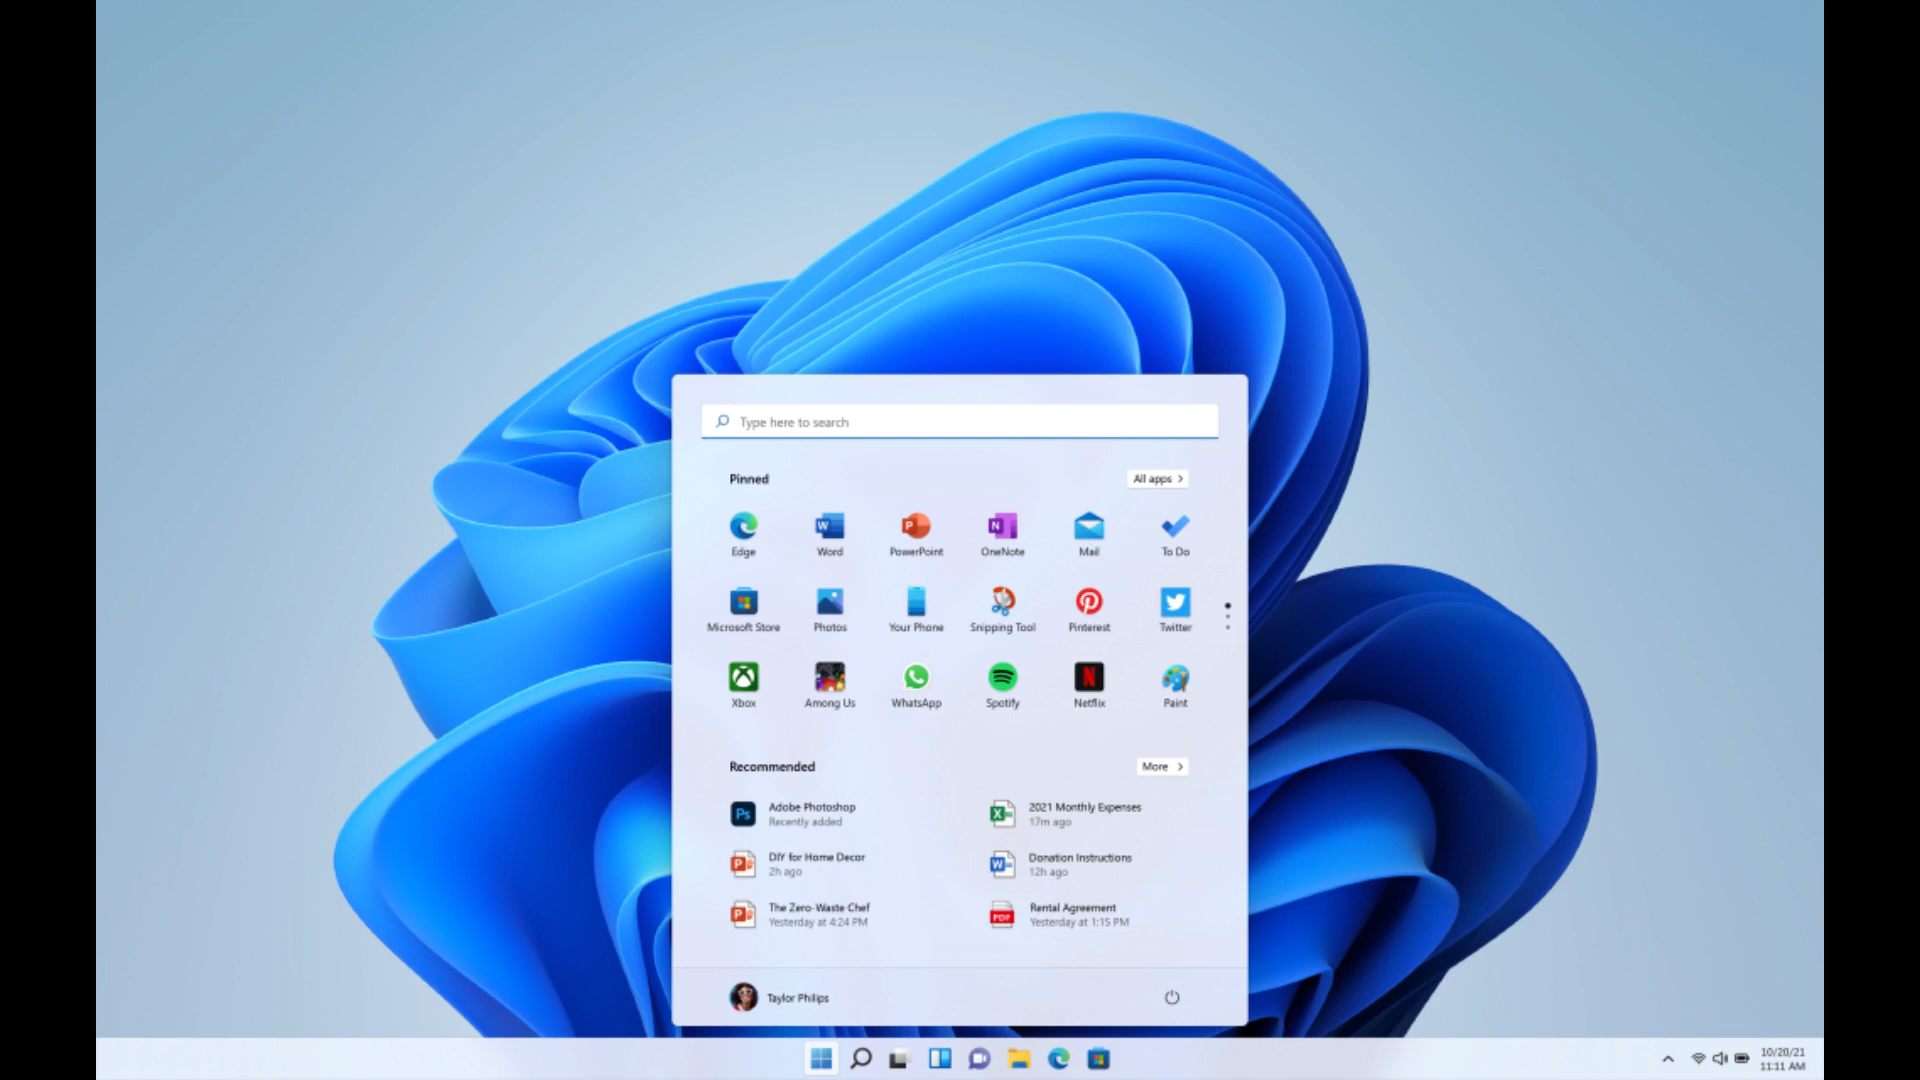 Type here to search
Pinned
All apps
Edge
Word
PowerPoint
OneNote
Mail
To Do
Microsoft Store
Photos
Your Phone
Snipping Tool
Pinterest
Twitter
Xbox
Among Us
WhatsApp
Spotify
Netflix
Paint
Recommended
More
Adobe Photoshop
Recently added
2021 Monthly Expenses
17m ago
DIY for Home Decor
2h ago
Donation Instructions
12h ago
The Zero-Waste Chef
Yesterday at 4:24 PM
Rental Agreement
Yesterday at 1:15 PM
Taylor Philips
10/20/21
11:11 AM